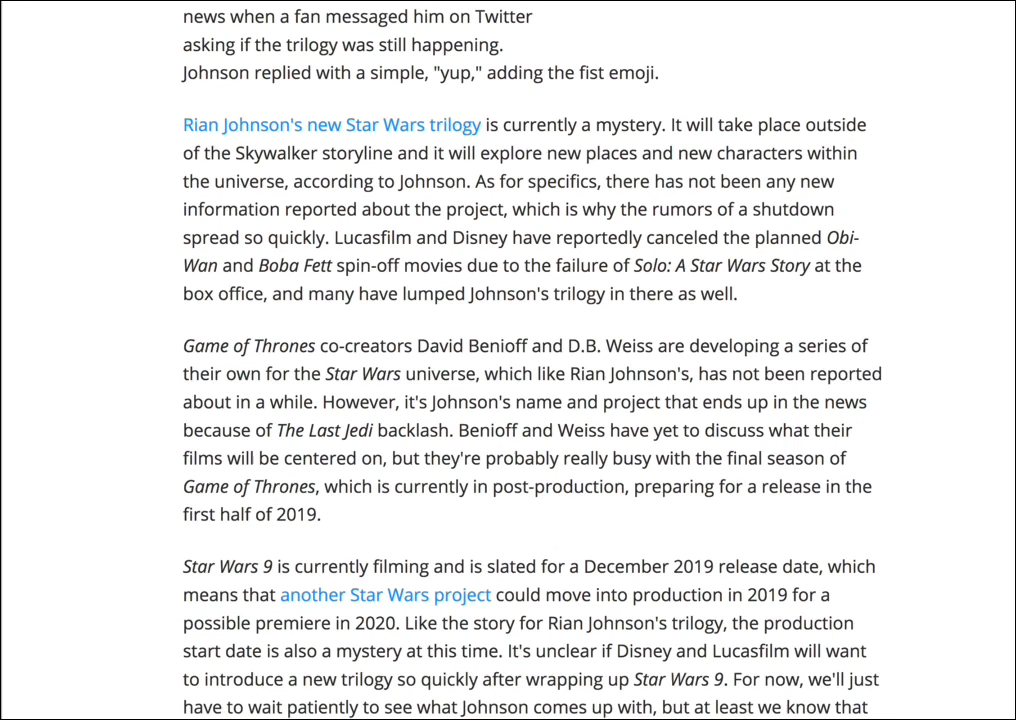 news when a fan messaged him on Twitter
asking if the trilogy was still happening.
Johnson replied with a simple, "yup," adding the fist emoji.
Rian Johnson's new Star Wars trilogy is currently a mystery. It will take place outside
of the Skywalker storyline and it will explore new places and new characters within
the universe, according to Johnson. As for specifics, there has not been any new
information reported about the project, which is why the rumors of a shutdown
spread so quickly. Lucasfilm and Disney have reportedly canceled the planned Obi-
Wan and Boba Fett spin-off movies due to the failure of Solo: A Star Wars Story at the
box office, and many have lumped Johnson's trilogy in there as well.
Game of Thrones co-creators David Benioff and D.B. Weiss are developing a series of
their own for the Star Wars universe, which like Rian Johnson's, has not been reported
about in a while. However, it's Johnson's name and project that ends up in the news
because of The Last Jedi backlash. Benioff and Weiss have yet to discuss what their
films will be centered on, but they're probably really busy with the final season of
Game of Thrones, which is currently in post-production, preparing for a release in the
first half of 2019.
Star Wars 9 is currently filming and is slated for a December 2019 release date, which
means that another Star Wars project could move into production in 2019 for a
possible premiere in 2020. Like the story for Rian Johnson's trilogy, the production
start date is also a mystery at this time. It's unclear if Disney and Lucasfilm will want
to introduce a new trilogy so quickly after wrapping up Star Wars 9. For now, we'll just
have to wait patiently to see what Johnson comes up with, but at least we know that